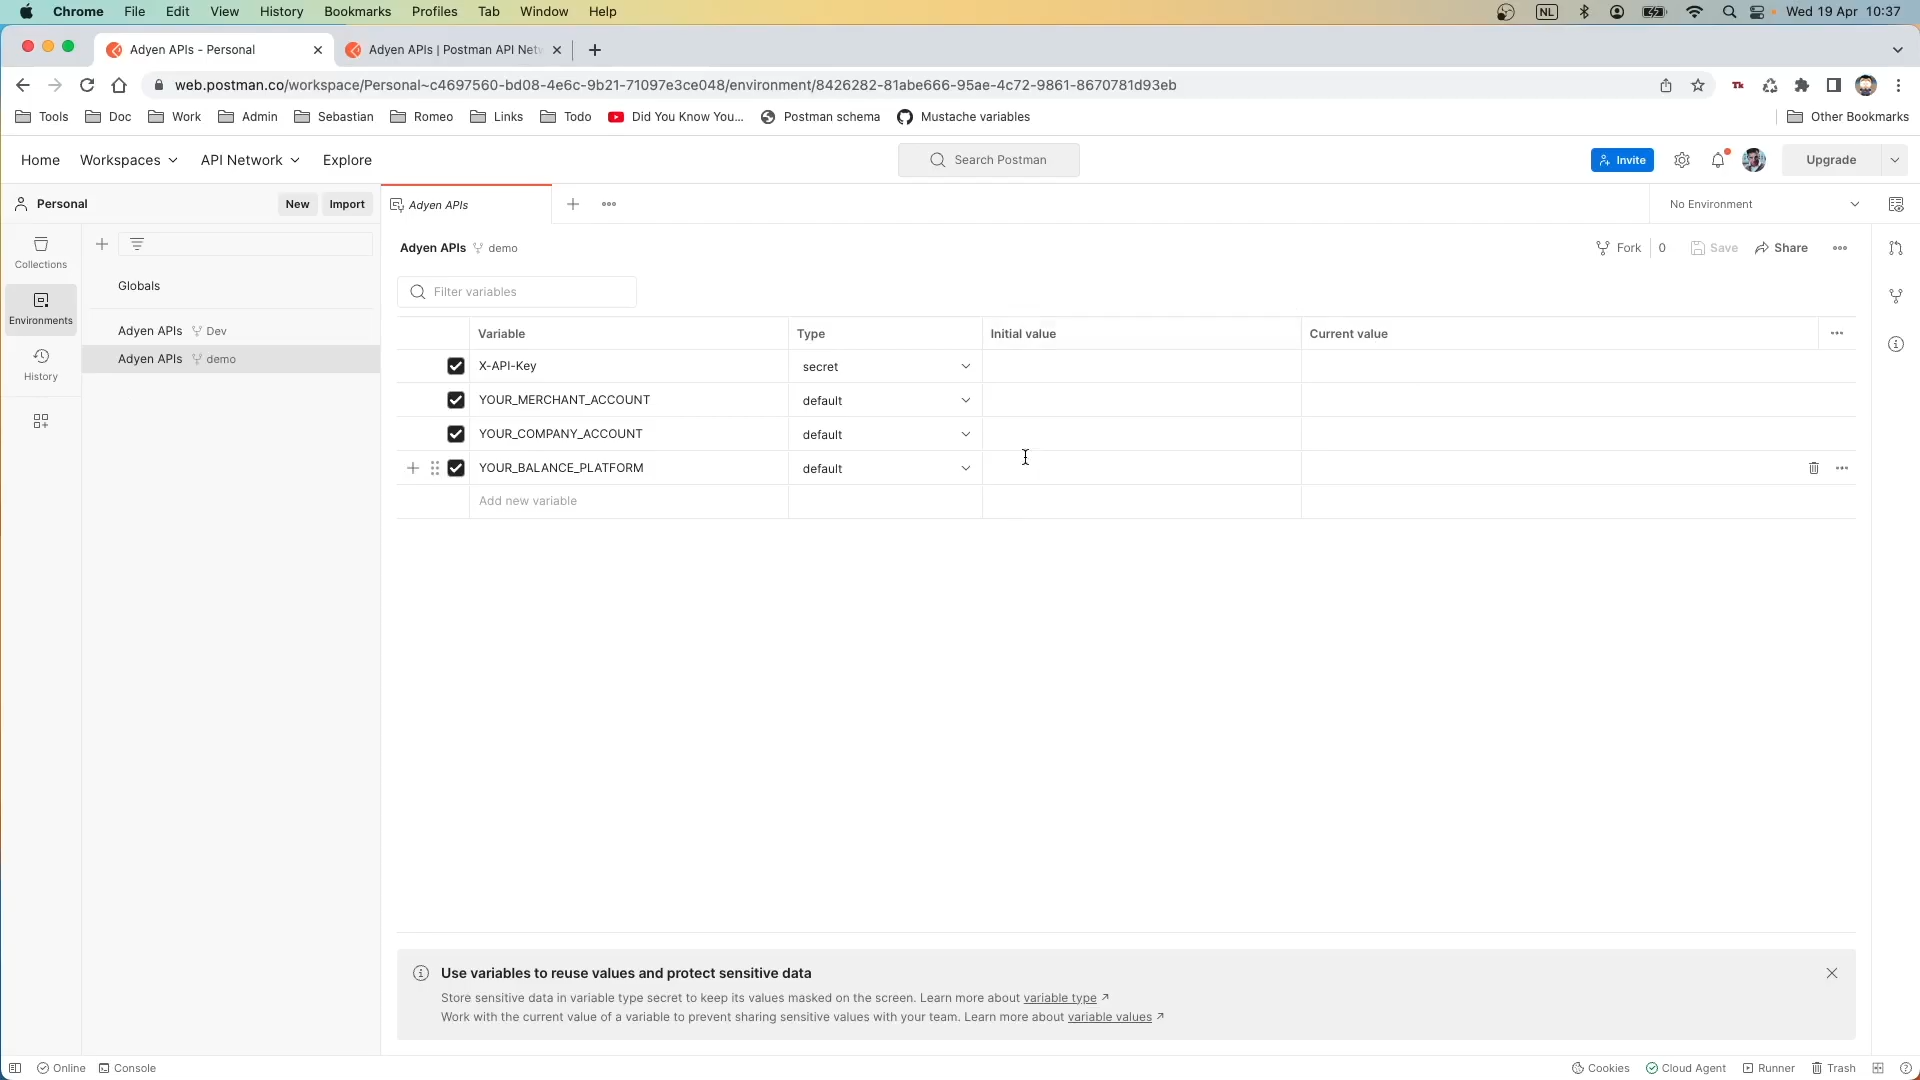 Chrome File Edit View History Bookmarks Profiles Tab Window Help NL Wed 19 Apr 10:37
Adyen APIs - Personal Adyen APIs | Postman API Net
web.postman.co/workspace/Personal~c4697560-bd08-4e6c-9b21-71097e3ce048/environment/8426282-81abe666-95ae-4c72-9861-8670781d93eb
Tools Doc Work Admin Sebastian Romeo Links Todo Did You Know You... Postman schema Mustache variables Other Bookmarks
Home Workspaces API Network Explore Search Postman Invite Upgrade
Personal New Import Adyen APIs No Environment
Collections
Environments
History
Globals
Adyen APIs Dev
Adyen APIs demo
Adyen APIs demo Fork 0 Save Share
Filter variables
Variable Type Initial value Current value
X-API-Key secret
YOUR_MERCHANT_ACCOUNT default
YOUR_COMPANY_ACCOUNT default
YOUR_BALANCE_PLATFORM default
Add new variable
Use variables to reuse values and protect sensitive data
Store sensitive data in variable type secret to keep its values masked on the screen. Learn more about variable type ↗
Work with the current value of a variable to prevent sharing sensitive values with your team. Learn more about variable values ↗
Online Console Cookies Cloud Agent Runner Trash